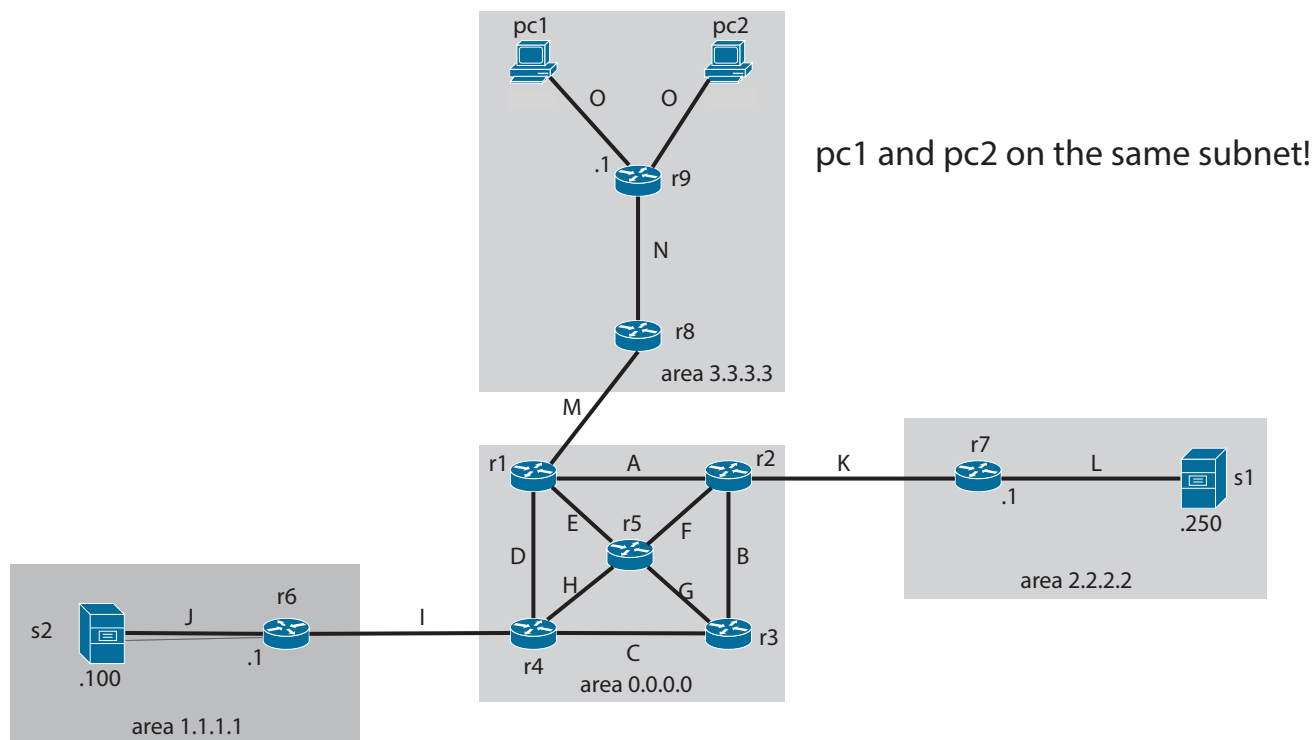 pc1
pc2
O
O
pc1 and pc2 on the same subnet!
.1
r9
N
r8
area 3.3.3.3
M
r1
A
r2
K
r7
L
s1
.1
.250
E
r5
F
D
B
H
G
area 2.2.2.2
s2
J
r6
I
.1
r4
C
r3
.100
area 0.0.0.0
area 1.1.1.1